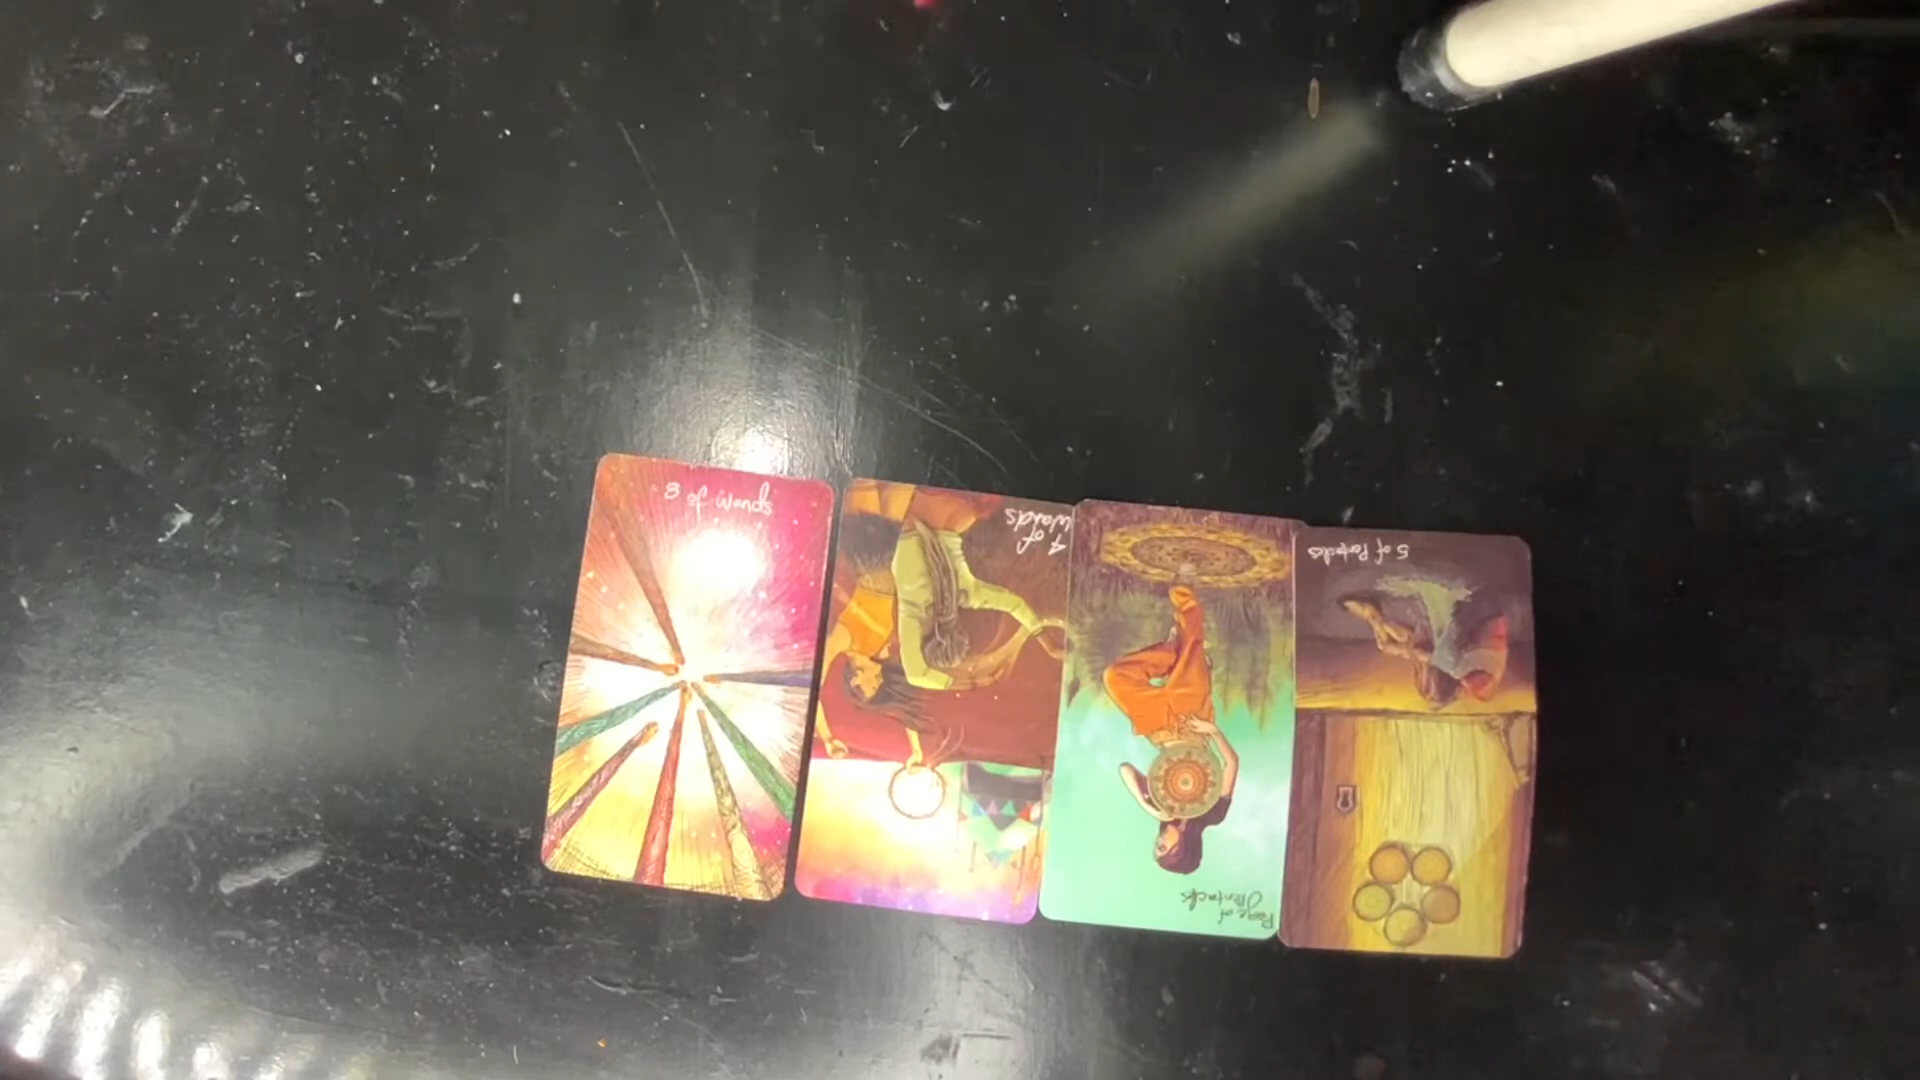 8 of Wands
4 of
Wands
Page of
Pentacles
5 of Pentacles